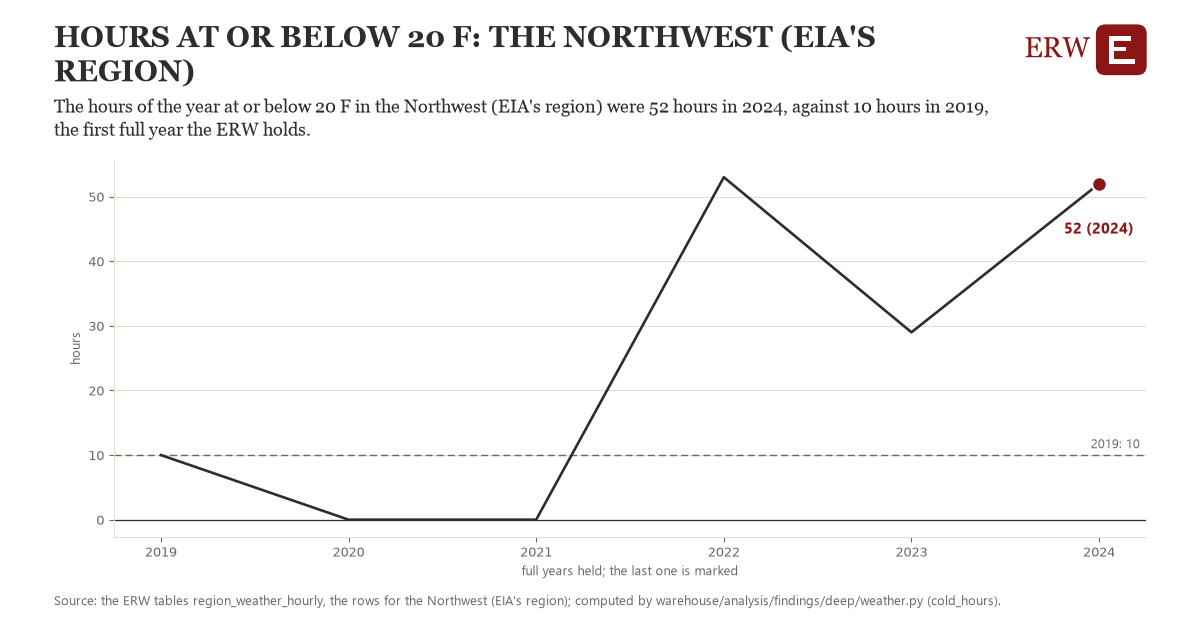 HOURS AT OR BELOW 20 F: THE NORTHWEST (EIA'S
REGION)
ERW E
The hours of the year at or below 20 F in the Northwest (EIA's region) were 52 hours in 2024, against 10 hours in 2019,
the first full year the ERW holds.
50
40
30
20
10
0
hours
52 (2024)
2019: 10
2019 2020 2021 2022 2023 2024
full years held; the last one is marked
Source: the ERW tables region_weather_hourly, the rows for the Northwest (EIA's region); computed by warehouse/analysis/findings/deep/weather.py (cold_hours).